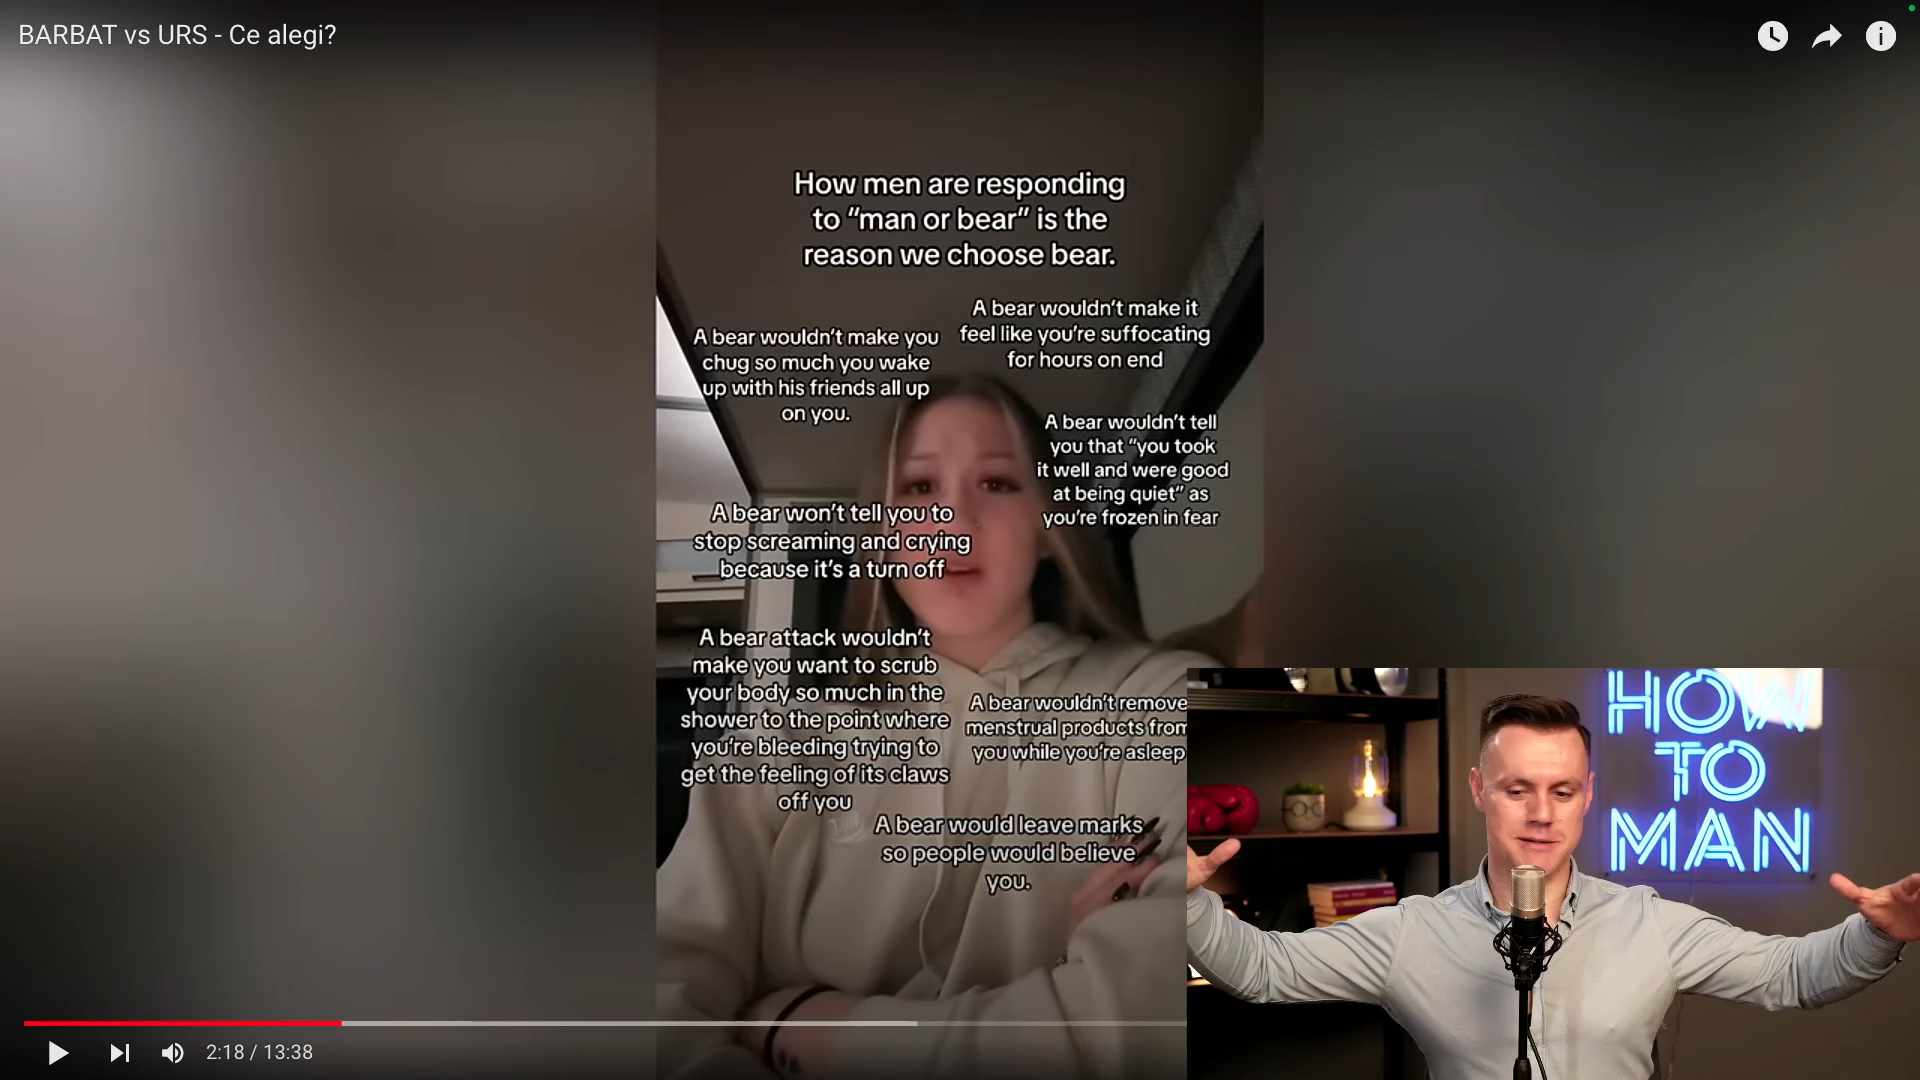 BARBAT vs URS - Ce alegi?
How men are responding
to “man or bear” is the
reason we choose bear.
A bear wouldn’t make it
feel like you’re suffocating
for hours on end
A bear wouldn’t make you
chug so much you wake
up with his friends all up
on you.
A bear wouldn’t tell
you that “you took
it well and were good
at being quiet” as
you’re frozen in fear
A bear won’t tell you to
stop screaming and crying
because it’s a turn off
A bear attack wouldn’t
make you want to scrub
your body so much in the
shower to the point where
you’re bleeding trying to
get the feeling of its claws
off you
A bear wouldn’t remove
menstrual products from
you while you’re asleep
A bear would leave marks
so people would believe
you.
HOW
TO
MAN
2:18 / 13:38